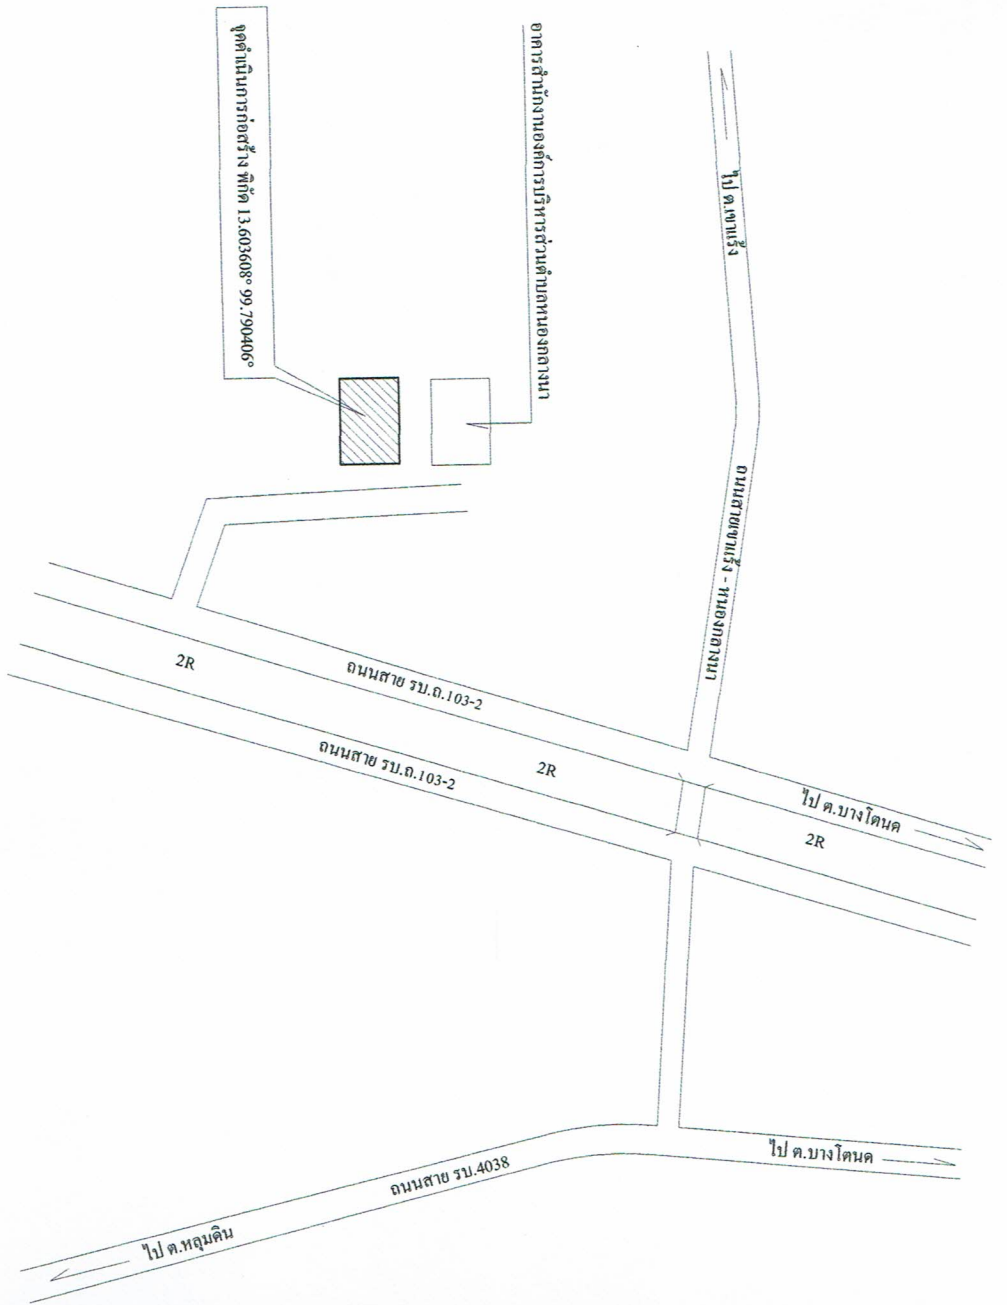 จุดดำเนินการก่อสร้าง พิกัด 13.603608° 99.790406°
อาคารสำนักงานองค์การบริหารส่วนตำบลหนองกลางนา
ไป ต.เขาแร้ง
ถนนสายเขาแร้ง - หนองกลางนา
2R
ถนนสาย รบ.ถ.103-2
ถนนสาย รบ.ถ.103-2
2R
ไป ต.บางโตนด
2R
ไป ต.บางโตนด
ถนนสาย รบ.4038
ไป ต.หลุมดิน